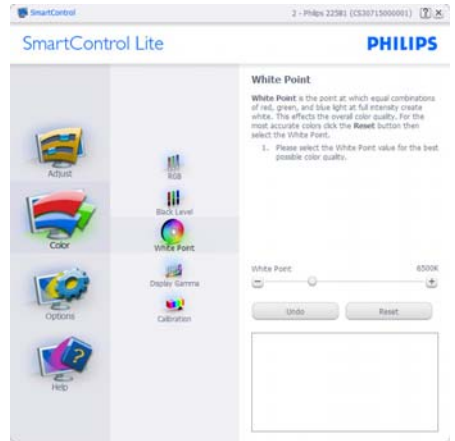 SmartControl
2 - Philips 225B1 (CS30715000001)
SmartControl Lite
PHILIPS
Adjust
Color
Options
Help
RGB
Black Level
White Point
Display Gamma
Calibration
White Point
White Point is the point at which equal combinations
of red, green, and blue light at full intensity create
white. This effects the overall color quality. For the
most accurate colors click the Reset button then
select the White Point.
1. Please select the White Point value for the best
possible color quality.
White Point
6500K
Undo
Reset